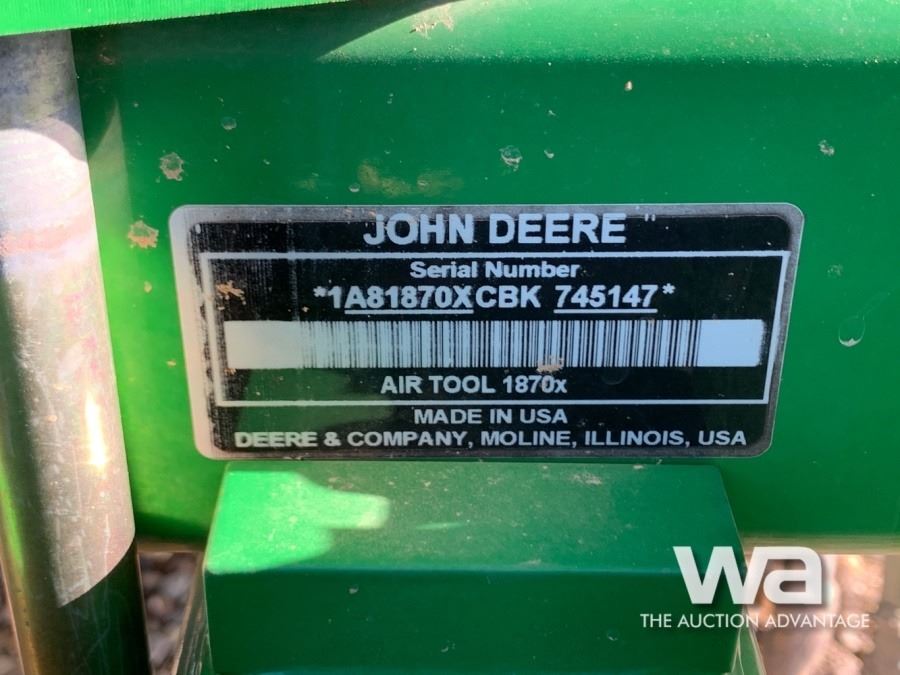 JOHN DEERE
Serial Number
*1A81870XCBK 745147*
AIR TOOL 1870x
MADE IN USA
DEERE & COMPANY, MOLINE, ILLINOIS, USA
wa
THE AUCTION ADVANTAGE